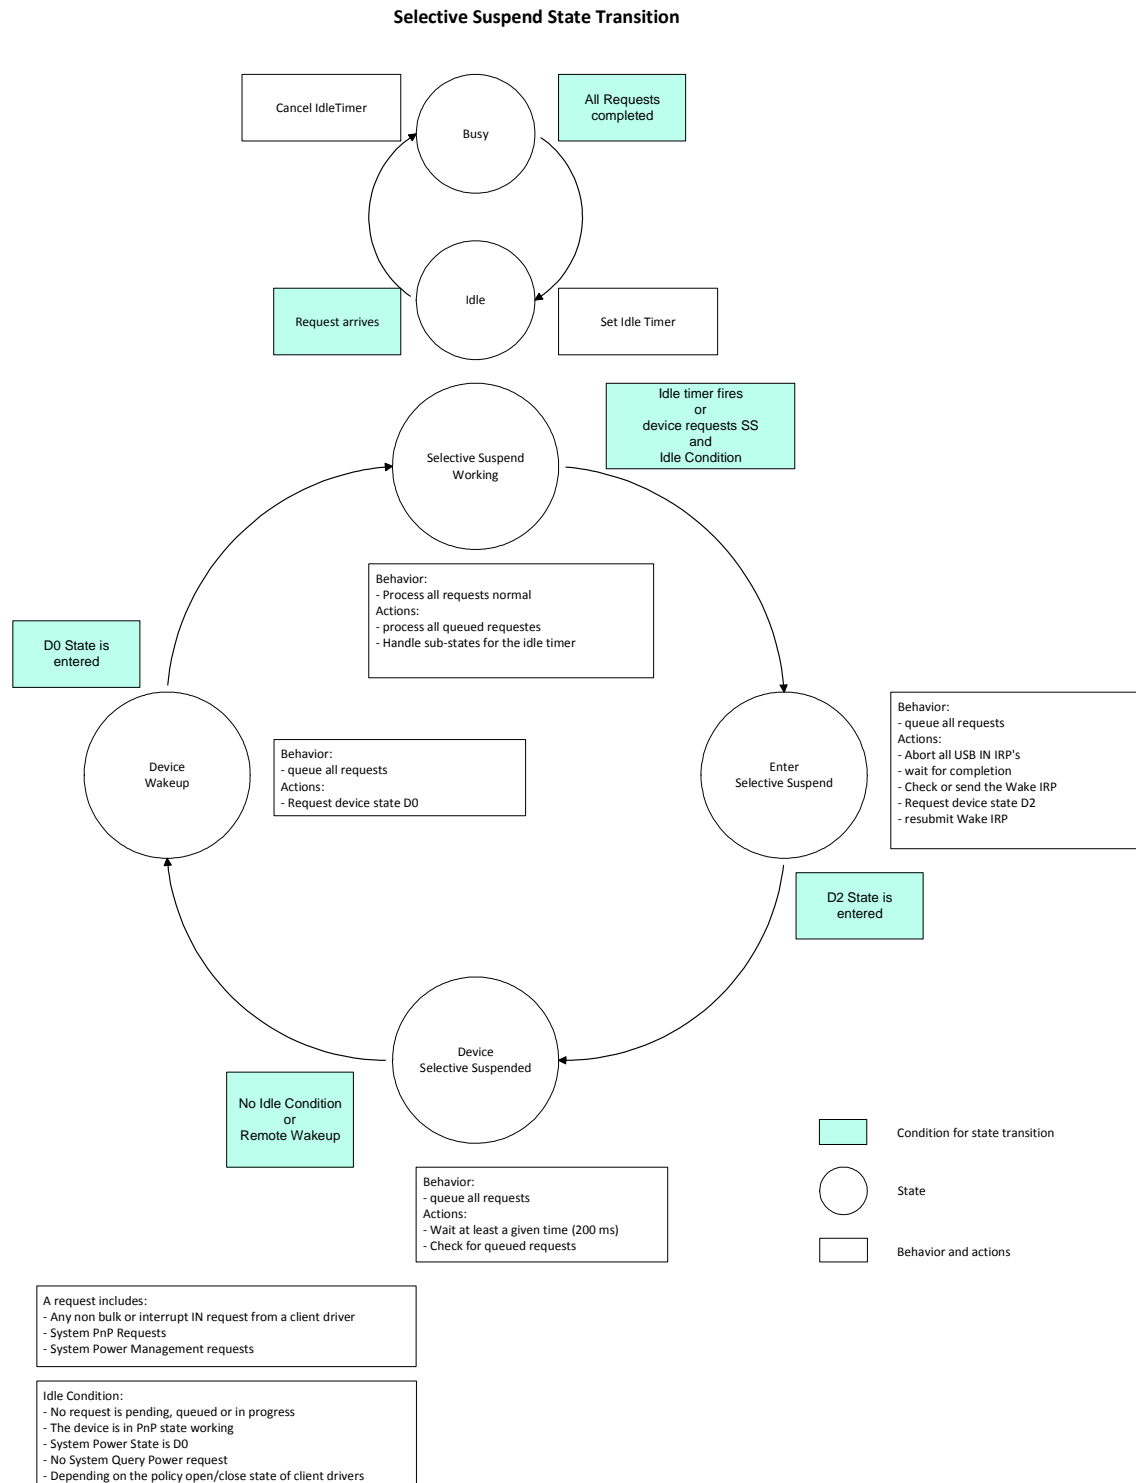 Selective Suspend State Transition
Cancel IdleTimer
Busy
All Requests
completed
Request arrives
Idle
Set Idle Timer
Selective Suspend
Working
Idle timer fires
or
device requests SS
and
Idle Condition
Behavior:
- Process all requests normal
Actions:
- process all queued requestes
- Handle sub-states for the idle timer
D0 State is
entered
Device
Wakeup
Behavior:
- queue all requests
Actions:
- Request device state D0
Enter
Selective Suspend
Behavior:
- queue all requests
Actions:
- Abort all USB IN IRP's
- wait for completion
- Check or send the Wake IRP
- Request device state D2
- resubmit Wake IRP
D2 State is
entered
Device
Selective Suspended
No Idle Condition
or
Remote Wakeup
Behavior:
- queue all requests
Actions:
- Wait at least a given time (200 ms)
- Check for queued requests
Condition for state transition
State
Behavior and actions
A request includes:
- Any non bulk or interrupt IN request from a client driver
- System PnP Requests
- System Power Management requests
Idle Condition:
- No request is pending, queued or in progress
- The device is in PnP state working
- System Power State is D0
- No System Query Power request
- Depending on the policy open/close state of client drivers